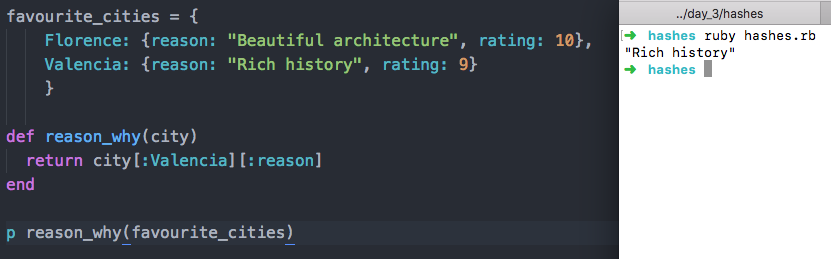 favourite_cities = {
Florence: {reason: "Beautiful architecture", rating: 10},
Valencia: {reason: "Rich history", rating: 9}
}
def reason_why(city)
return city[:Valencia][:reason]
end
p reason_why(favourite_cities)
../day_3/hashes
[➜ hashes ruby hashes.rb
"Rich history"
➜ hashes